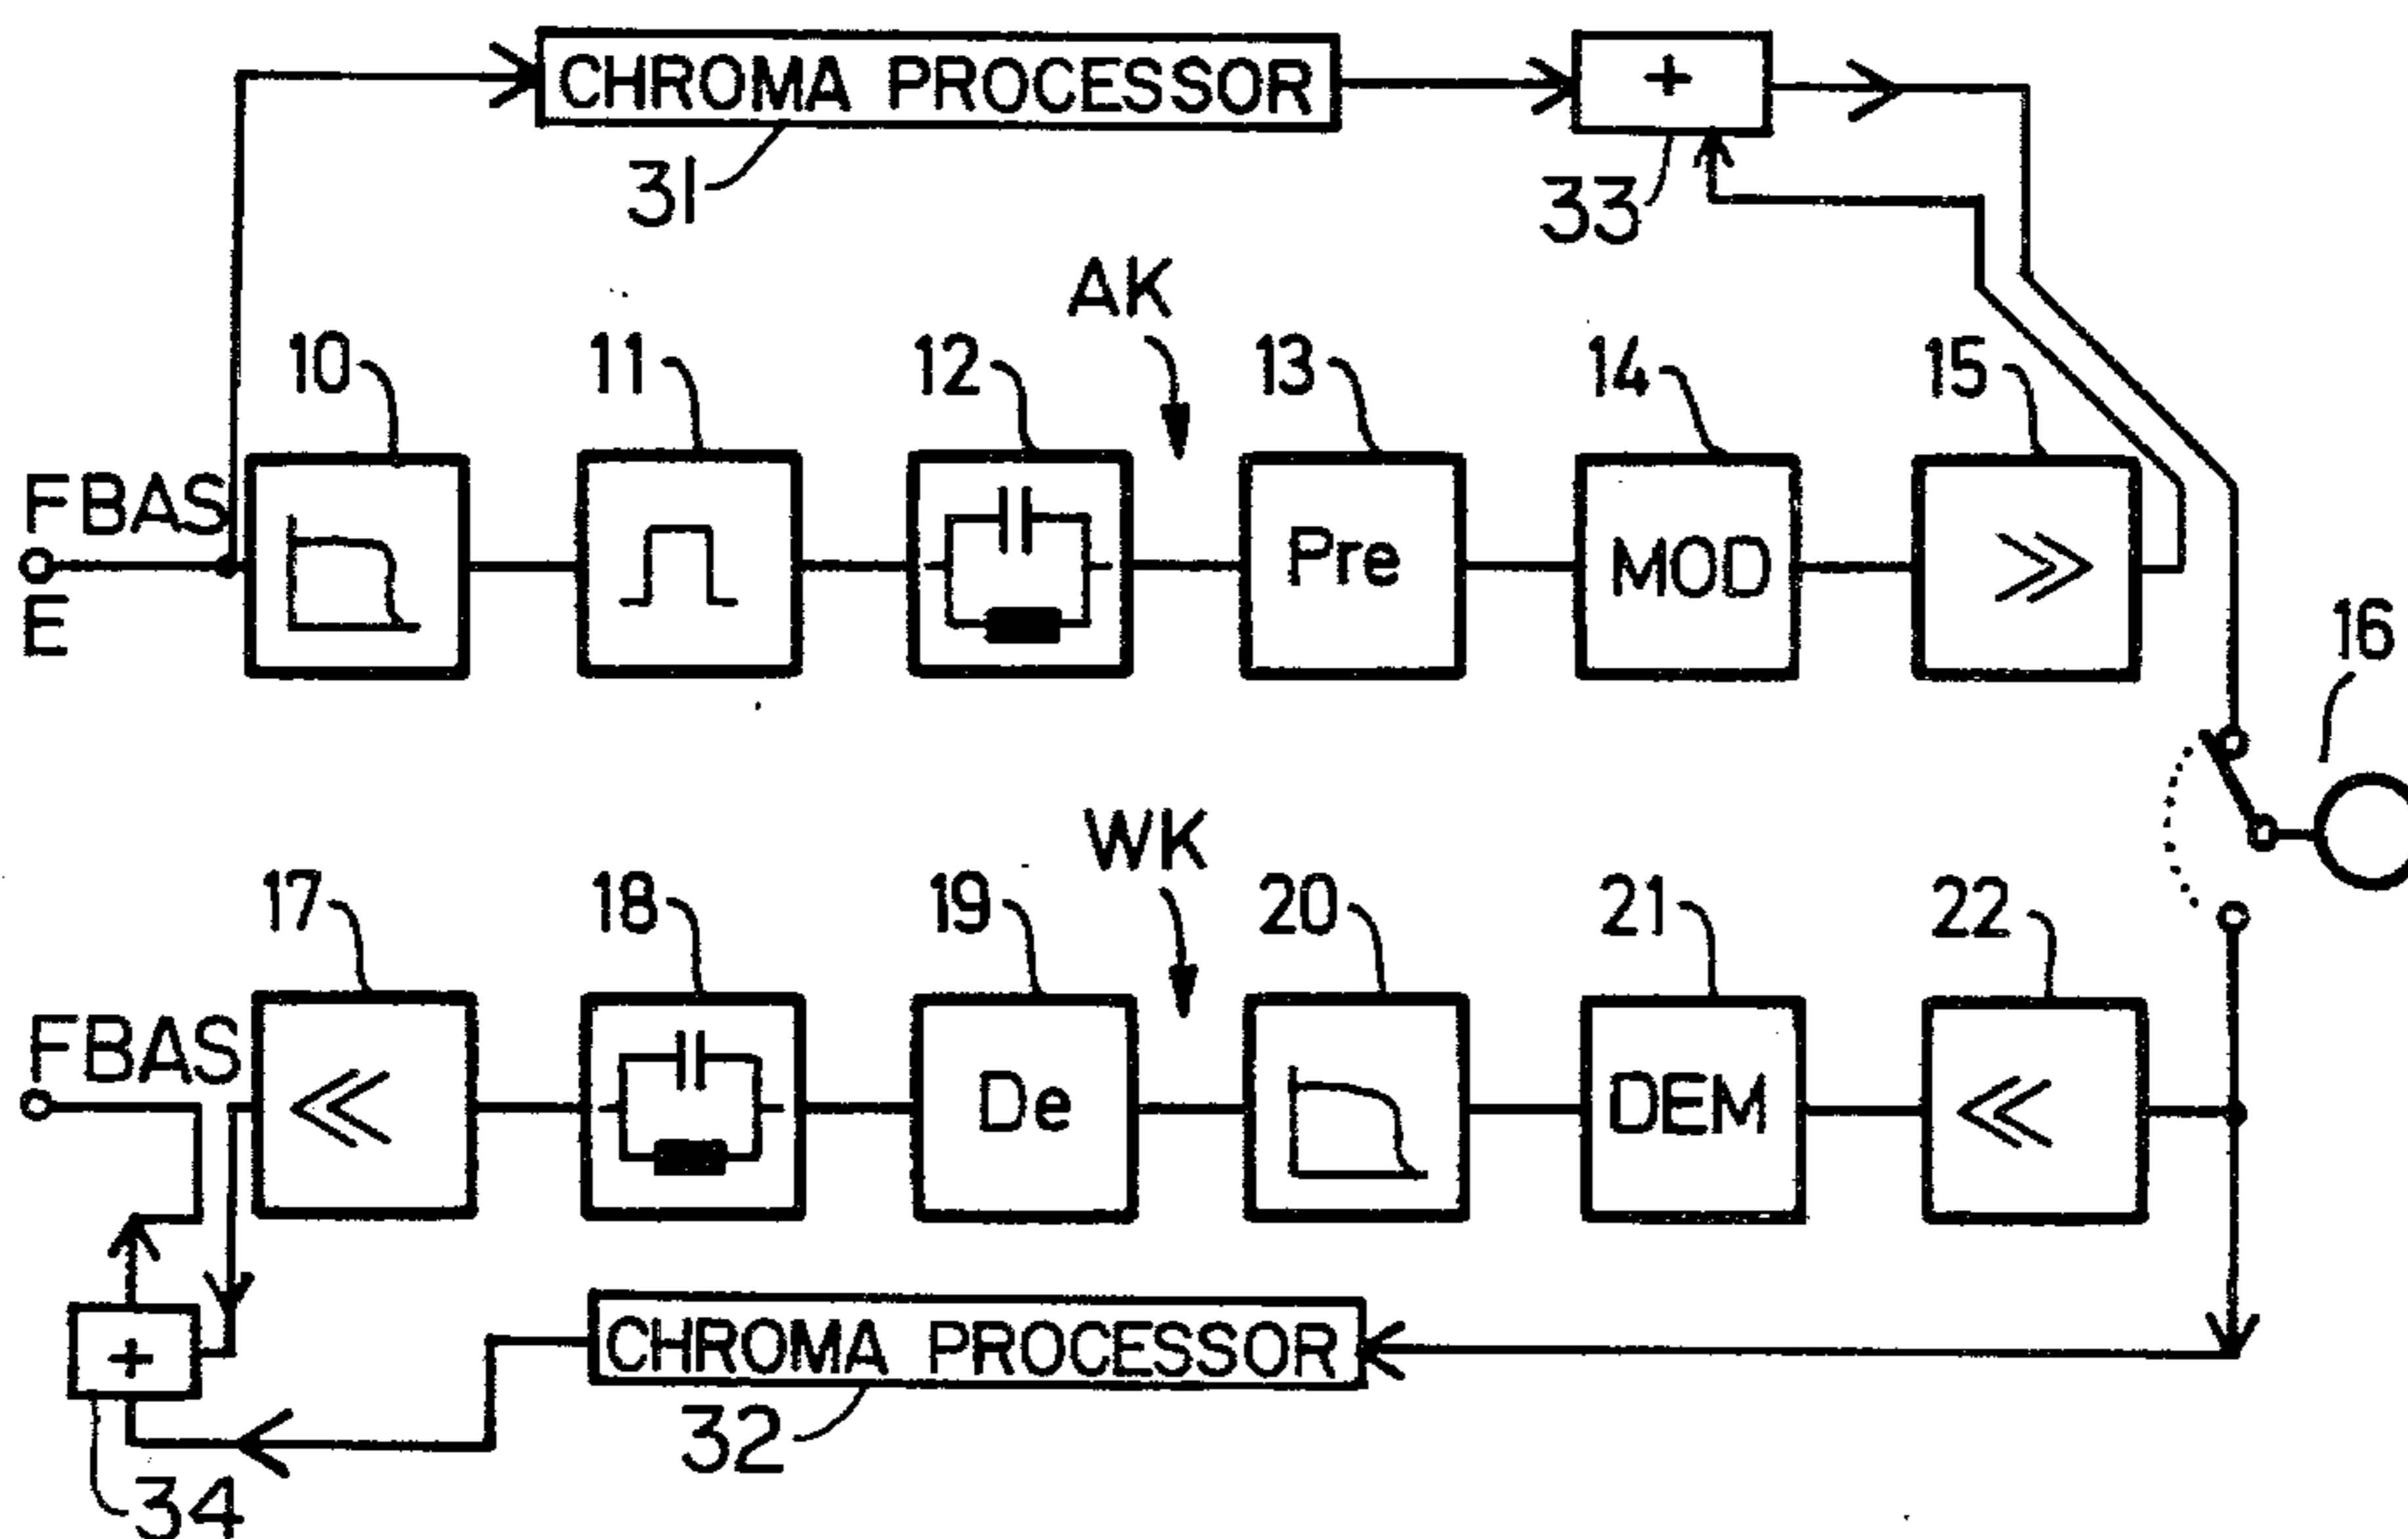 CHROMA PROCESSOR
+
31
33
AK
10
11
12
13
14
15
FBAS
Pre
MOD
E
16
WK
17
18
19
20
21
22
FBAS
De
DEM
CHROMA PROCESSOR
+
32
34